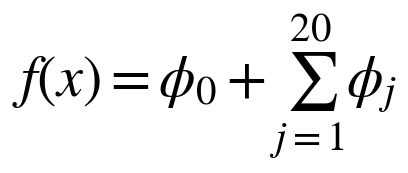 f(x) = ϕ₀ + ∑_{j=1}^{20} ϕⱼ